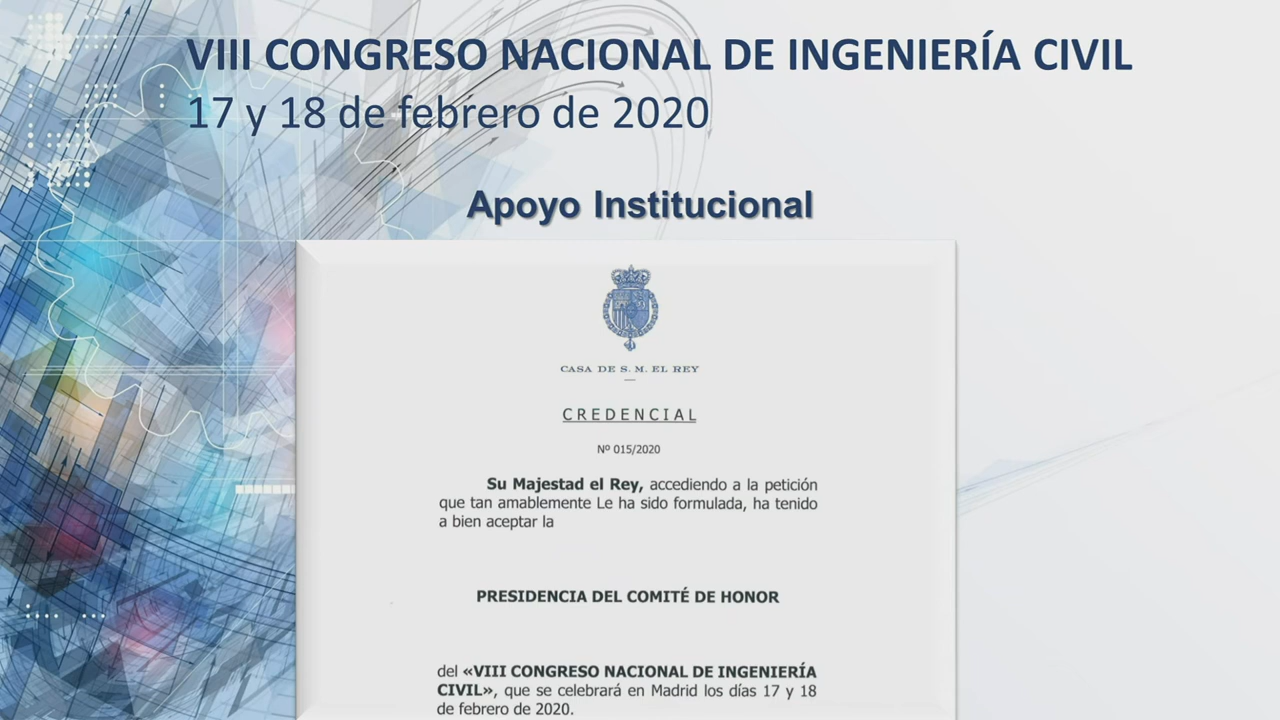 VIII CONGRESO NACIONAL DE INGENIERÍA CIVIL
17 y 18 de febrero de 2020
Apoyo Institucional
CASA DE S. M. EL REY
CREDENCIAL
Nº 015/2020
Su Majestad el Rey, accediendo a la petición
que tan amablemente Le ha sido formulada, ha tenido
a bien aceptar la
PRESIDENCIA DEL COMITÉ DE HONOR
del «VIII CONGRESO NACIONAL DE INGENIERÍA
CIVIL», que se celebrará en Madrid los días 17 y 18
de febrero de 2020.